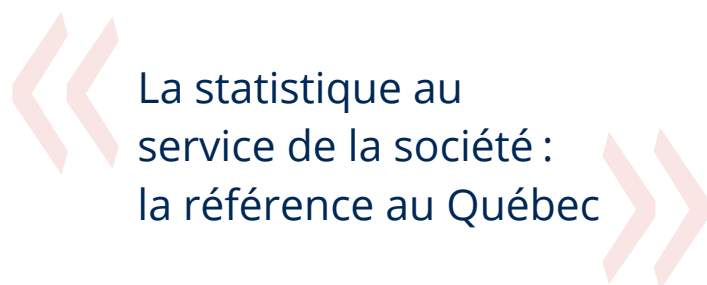 « La statistique au
service de la société :
la référence au Québec »